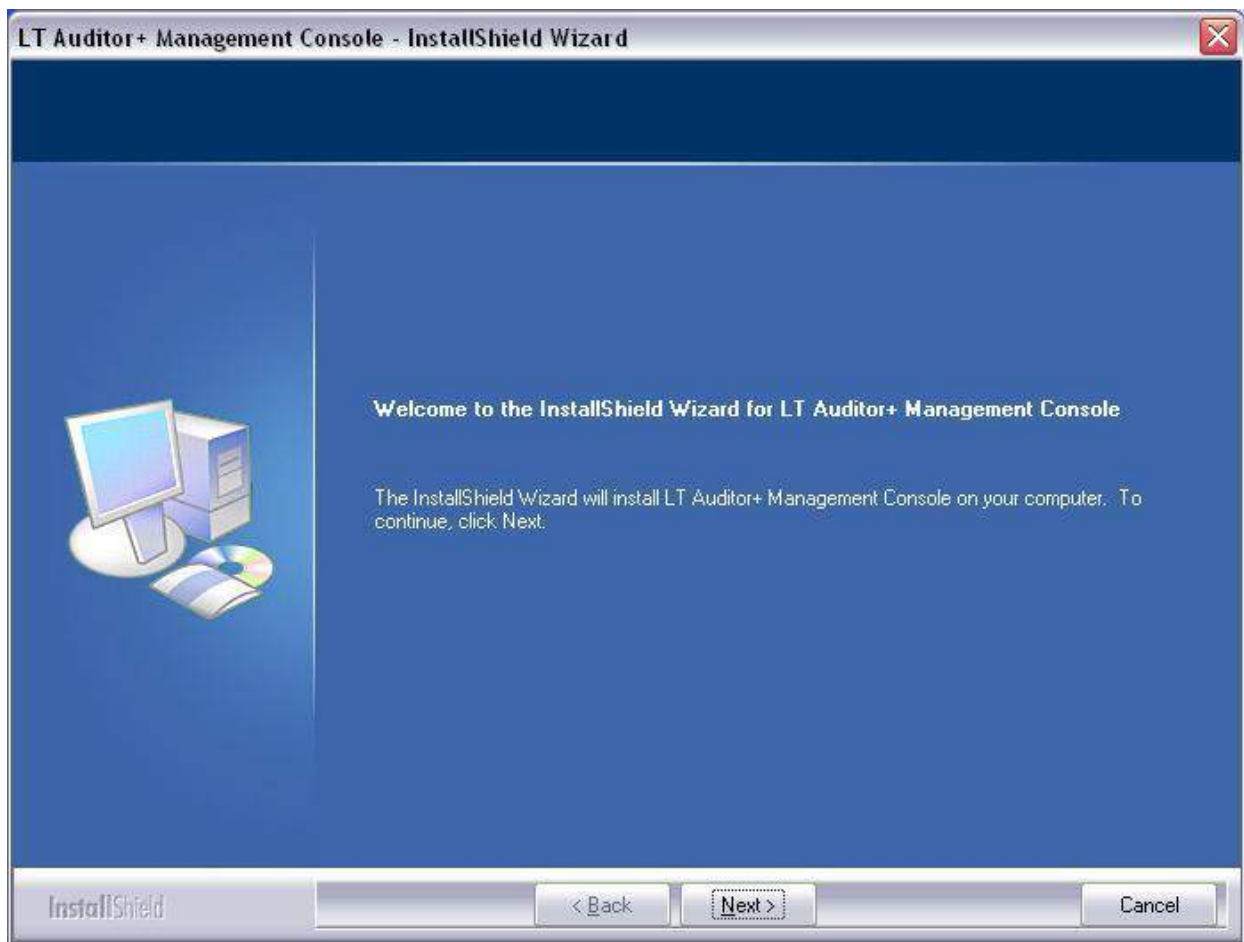 LT Auditor+ Management Console - InstallShield Wizard
Welcome to the InstallShield Wizard for LT Auditor+ Management Console
The InstallShield Wizard will install LT Auditor+ Management Console on your computer. To
continue, click Next.
InstallShield
< Back
Next >
Cancel